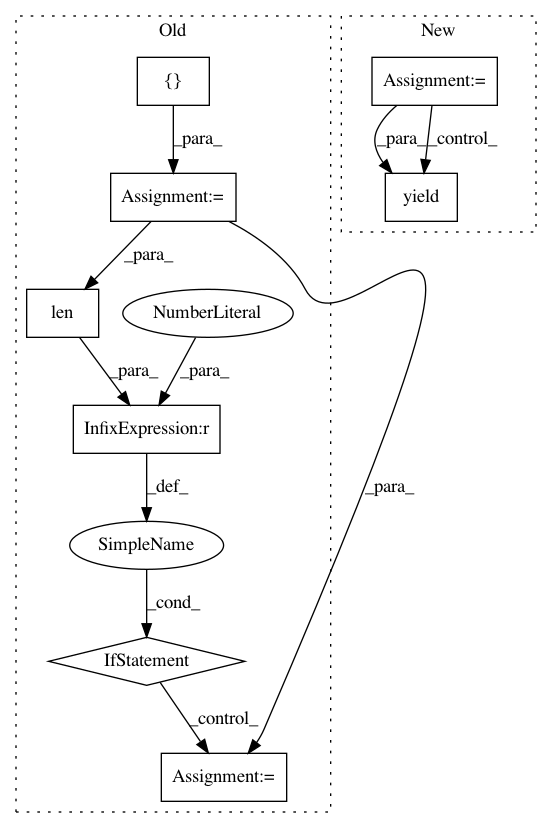 Old
New
{}
Assignment:=
_para_
_para_
_control_
Assignment:=
yield
_para_
len
NumberLiteral
_para_
_para_
InfixExpression:r
_def_
_para_
SimpleName
_cond_
IfStatement
_control_
Assignment:=